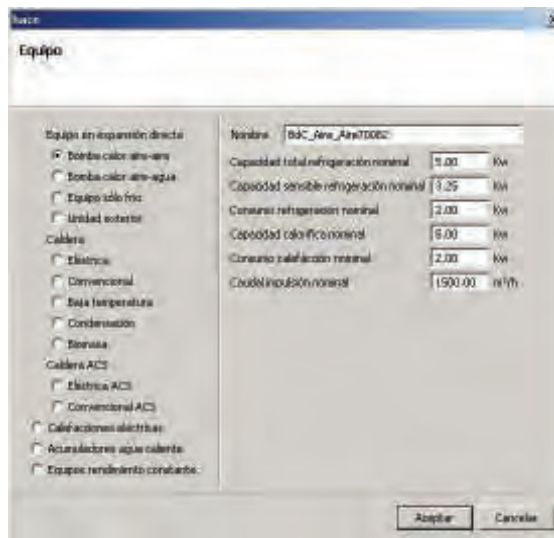 Equipo
Equipo en expansión directa
Bomba calor aire-aire
Bomba calor aire-agua
Equipo sólo frío
Unidad exterior
Caldera
Eléctrica
Convencional
Baja temperatura
Condensación
Biomasa
Caldera ACS
Eléctrica ACS
Convencional ACS
Calefacciones eléctricas
Acumuladores agua caliente
Equipos rendimiento constante
Nombre
Capacidad total refrigeración nominal 5.00 Kw
Capacidad sensible refrigeración nominal 3.25 Kw
Consumo refrigeración nominal 2.00 Kw
Capacidad calorífica nominal 5.00 Kw
Consumo calefacción nominal 2.00 Kw
Caudal impulsión nominal 1500.00 m³/h
Aceptar Cancelar